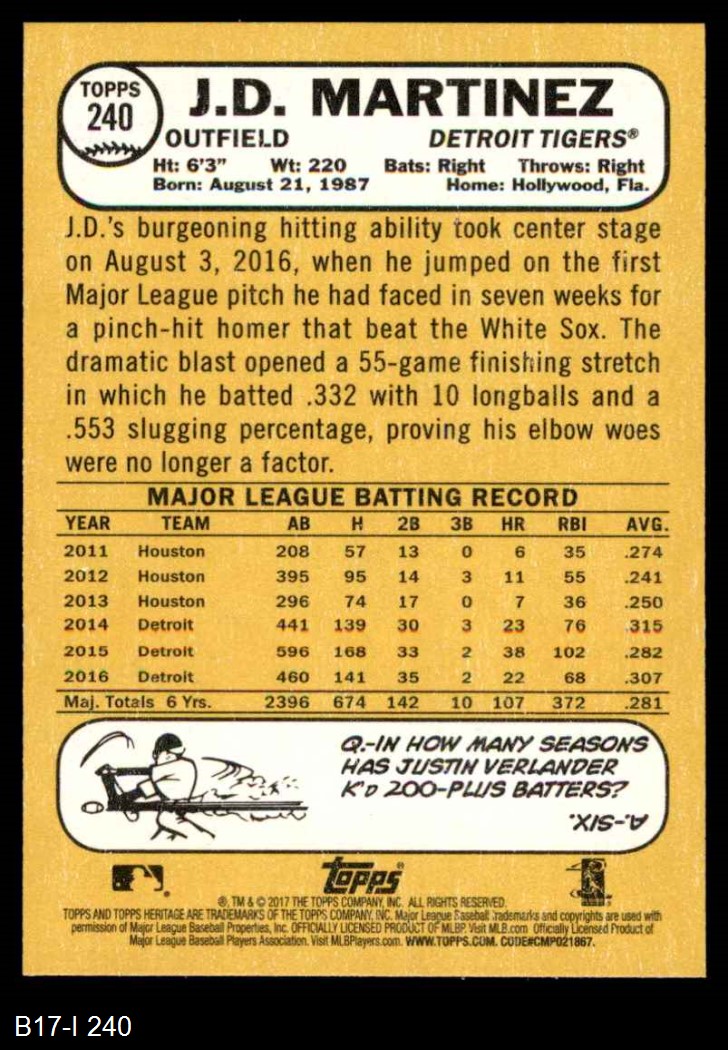 TOPPS
240
J.D. MARTINEZ
OUTFIELD DETROIT TIGERS®
Ht: 6'3" Wt: 220 Bats: Right Throws: Right
Born: August 21, 1987 Home: Hollywood, Fla.
J.D.'s burgeoning hitting ability took center stage
on August 3, 2016, when he jumped on the first
Major League pitch he had faced in seven weeks for
a pinch-hit homer that beat the White Sox. The
dramatic blast opened a 55-game finishing stretch
in which he batted .332 with 10 longballs and a
.553 slugging percentage, proving his elbow woes
were no longer a factor.
MAJOR LEAGUE BATTING RECORD
YEAR TEAM AB H 2B 3B HR RBI AVG.
2011 Houston 208 57 13 0 6 35 .274
2012 Houston 395 95 14 3 11 55 .241
2013 Houston 296 74 17 0 7 36 .250
2014 Detroit 441 139 30 3 23 76 .315
2015 Detroit 596 168 33 2 38 102 .282
2016 Detroit 460 141 35 2 22 68 .307
Maj. Totals 6 Yrs. 2396 674 142 10 107 372 .281
Q.-IN HOW MANY SEASONS
HAS JUSTIN VERLANDER
K'D 200-PLUS BATTERS?
A.-SIX.
topps®
®, TM & © 2017 THE TOPPS COMPANY, INC. ALL RIGHTS RESERVED.
TOPPS AND TOPPS HERITAGE ARE TRADEMARKS OF THE TOPPS COMPANY, INC. Major League Baseball trademarks and copyrights are used with
permission of Major League Baseball Properties, Inc. OFFICIALLY LICENSED PRODUCT OF MLBP Visit MLB.com Officially Licensed Product of
Major League Baseball Players Association. Visit MLBPlayers.com. WWW.TOPPS.COM. CODE#CMP021867.
B17-I 240